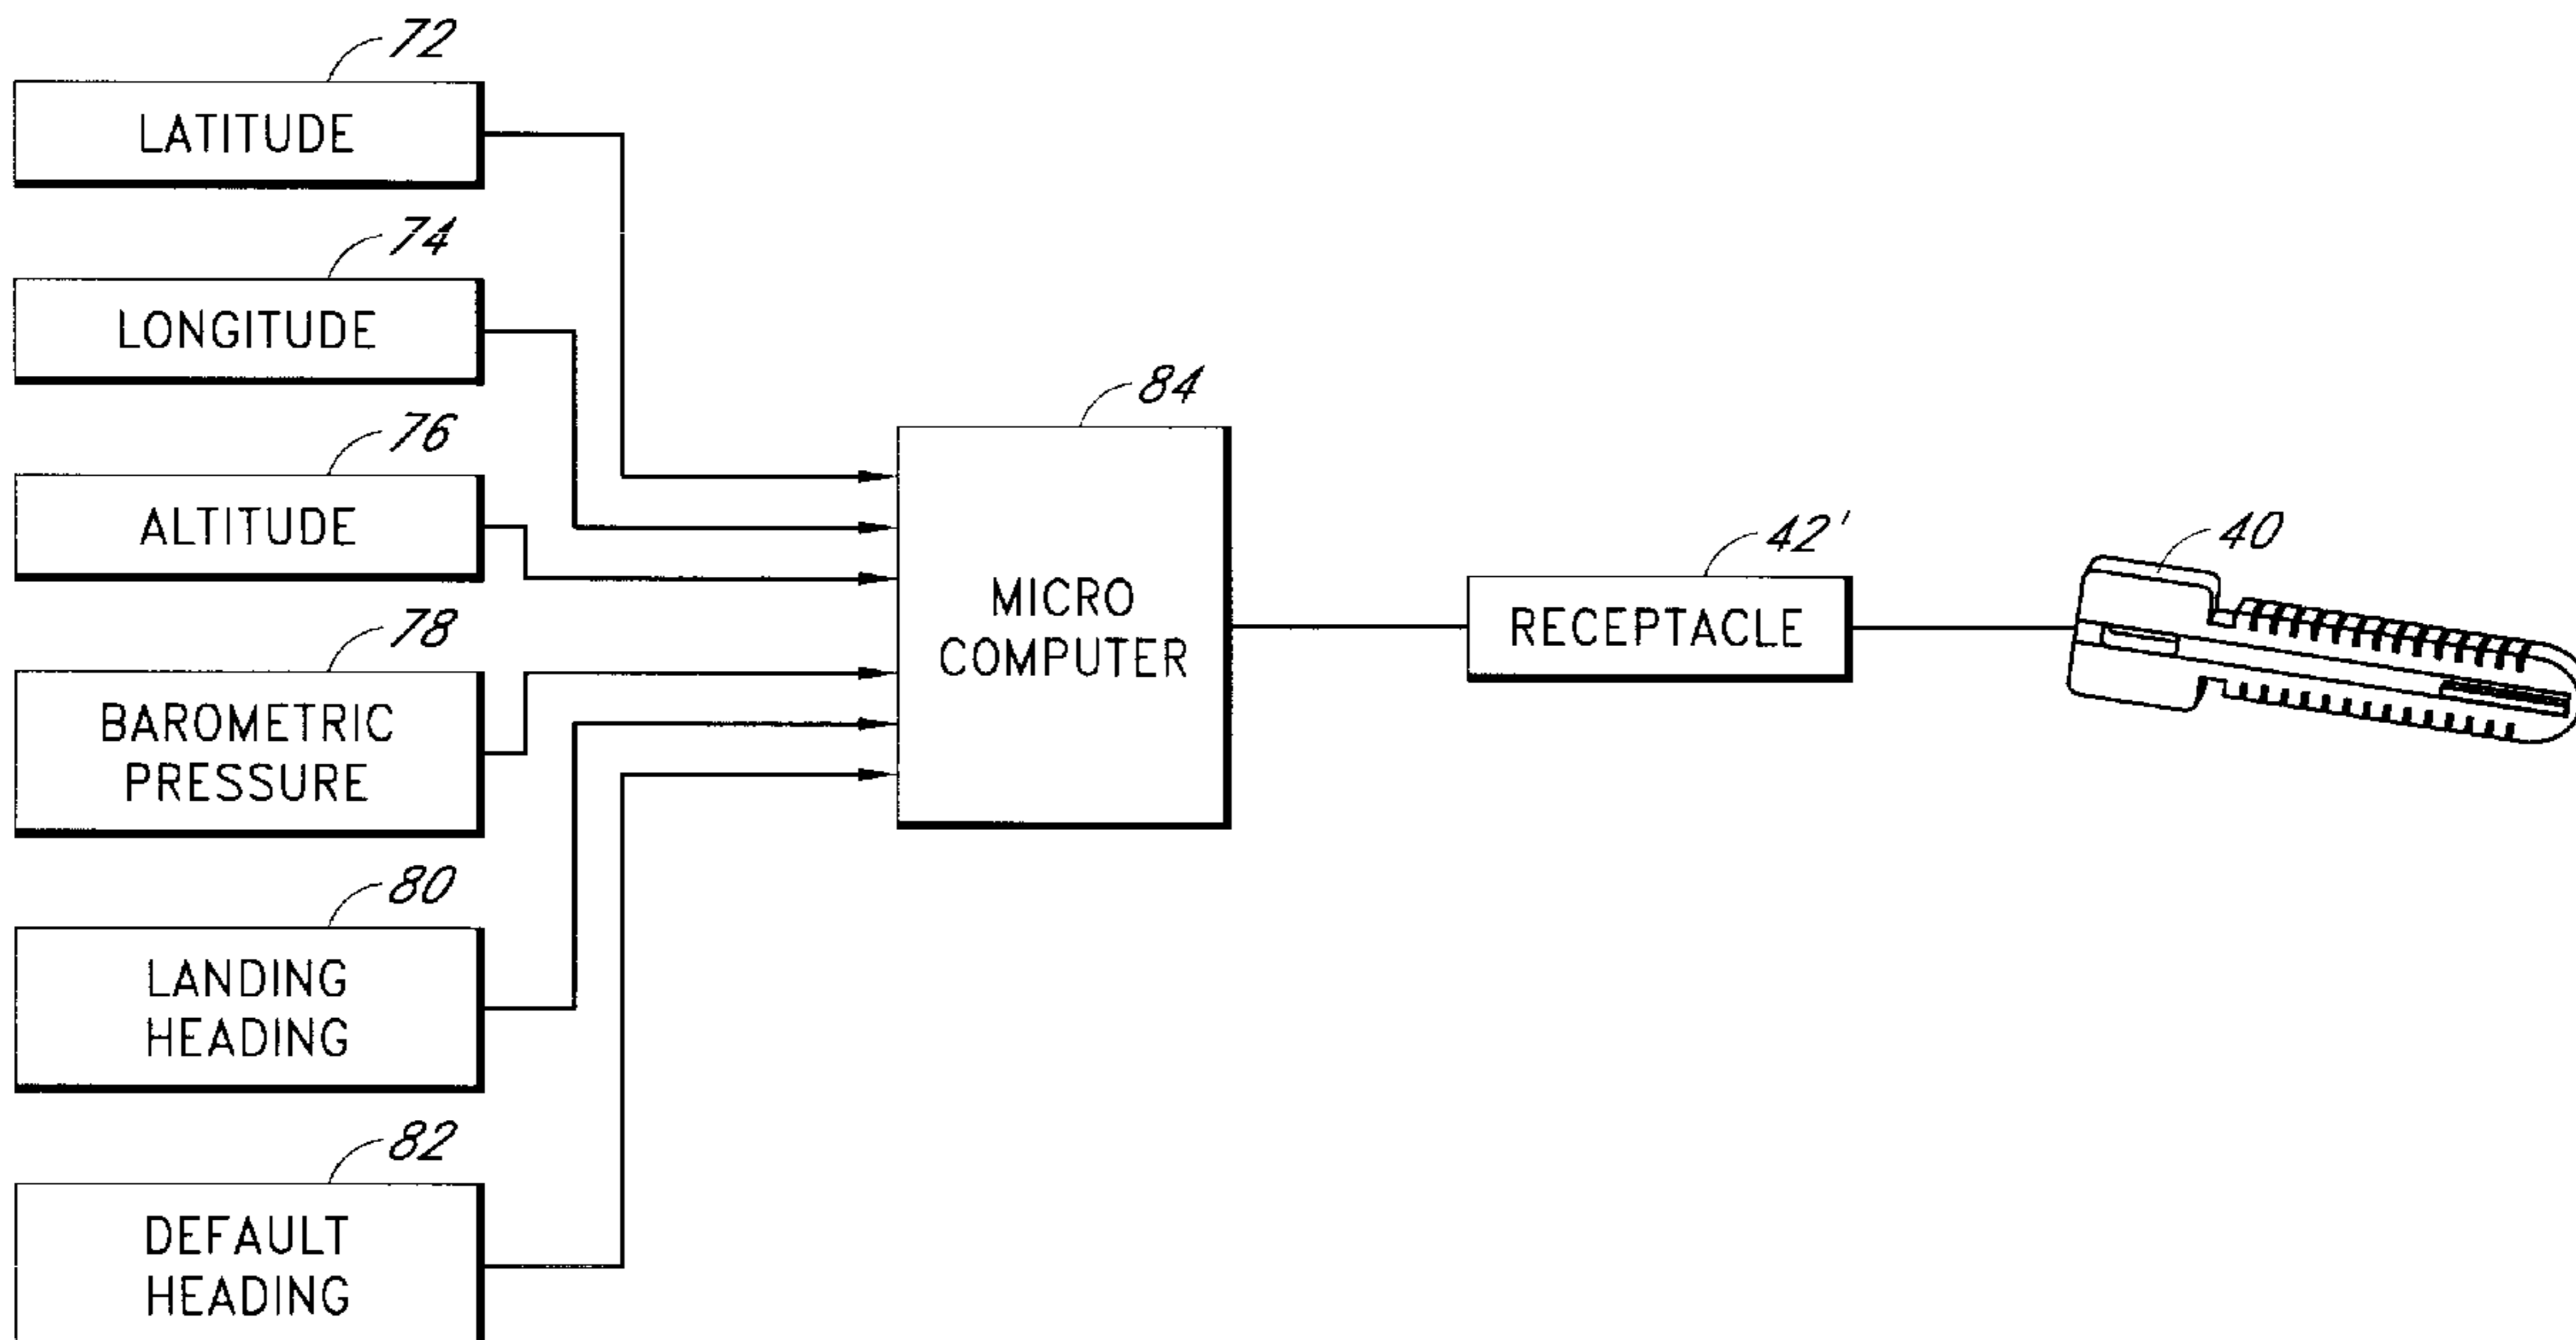 72
LATITUDE
74
LONGITUDE
76
ALTITUDE
78
BAROMETRIC
PRESSURE
80
LANDING
HEADING
82
DEFAULT
HEADING
84
MICRO
COMPUTER
42'
RECEPTACLE
40